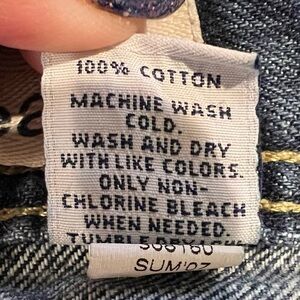 100% COTTON
MACHINE WASH
COLD.
WASH AND DRY
WITH LIKE COLORS.
ONLY NON-
CHLORINE BLEACH
WHEN NEEDED.
TUMBLE
SUM'07